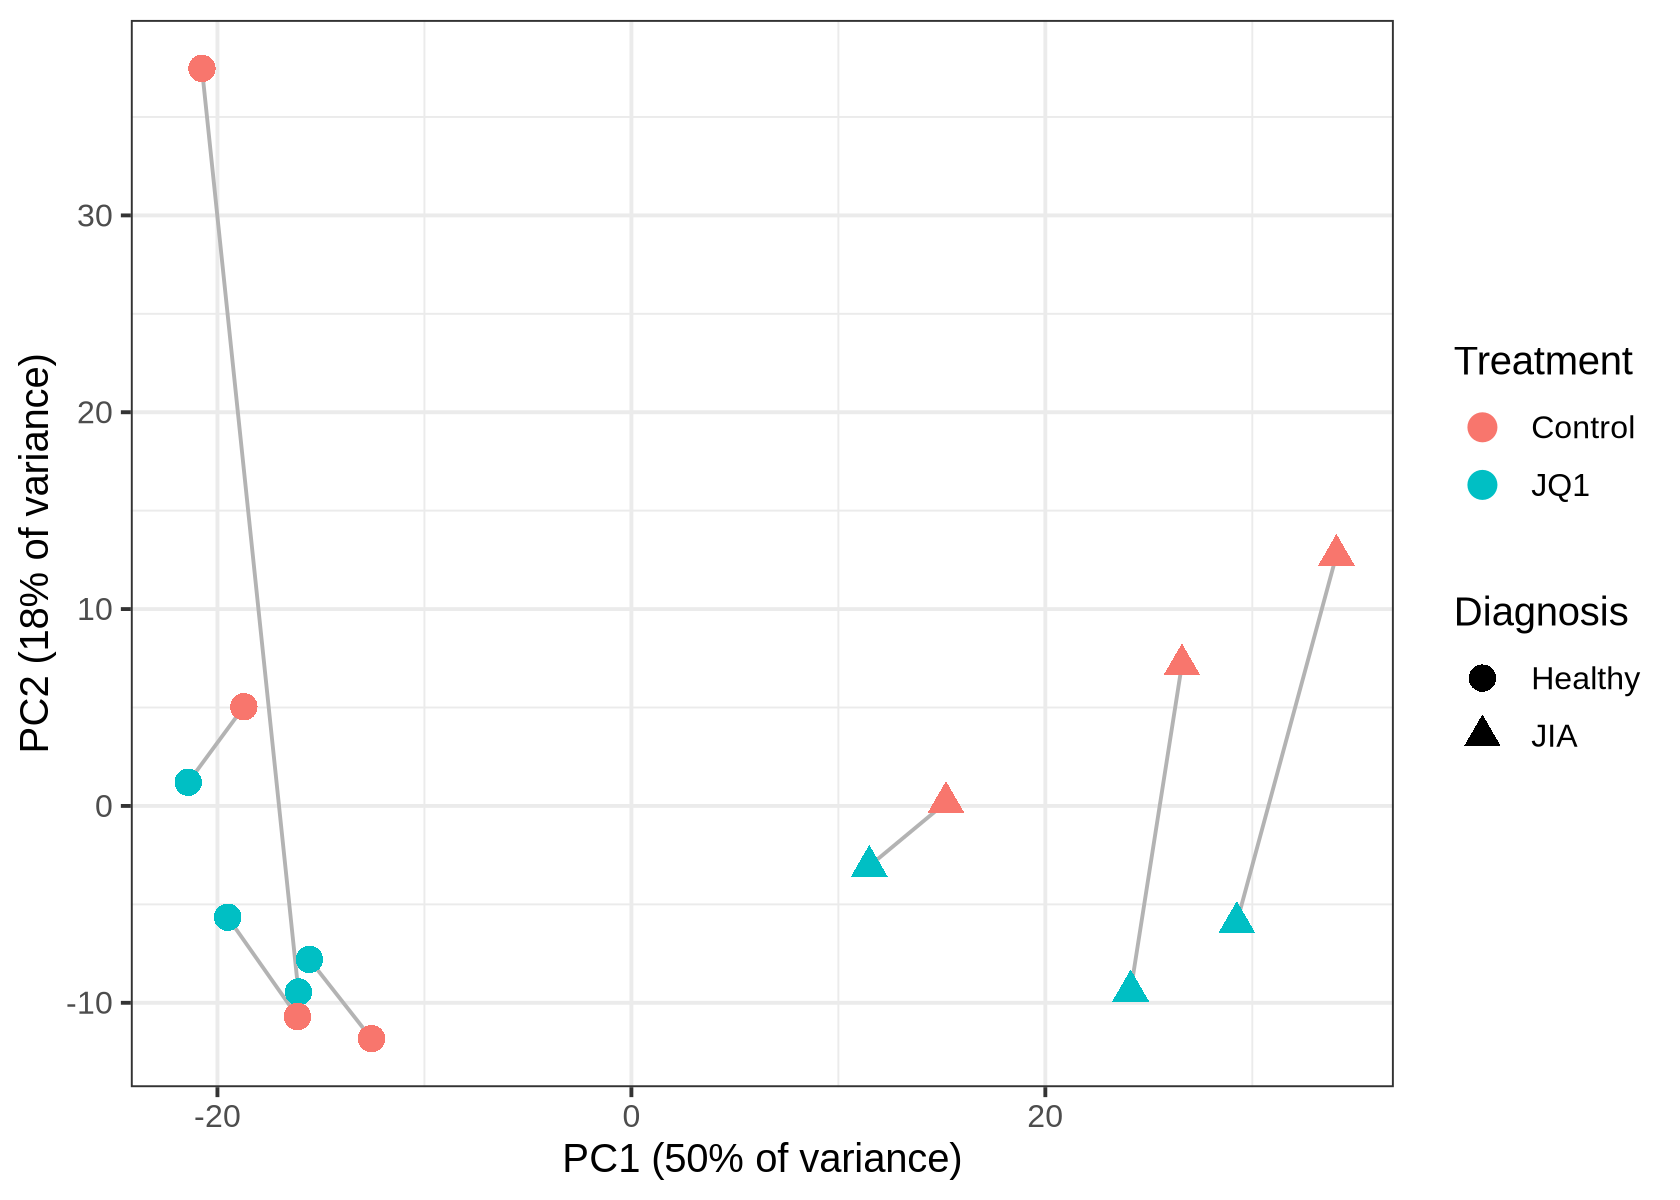 30
20
10
0
-10
-20
0
20
PC1 (50% of variance)
PC2 (18% of variance)
Treatment
Control
JQ1
Diagnosis
Healthy
JIA